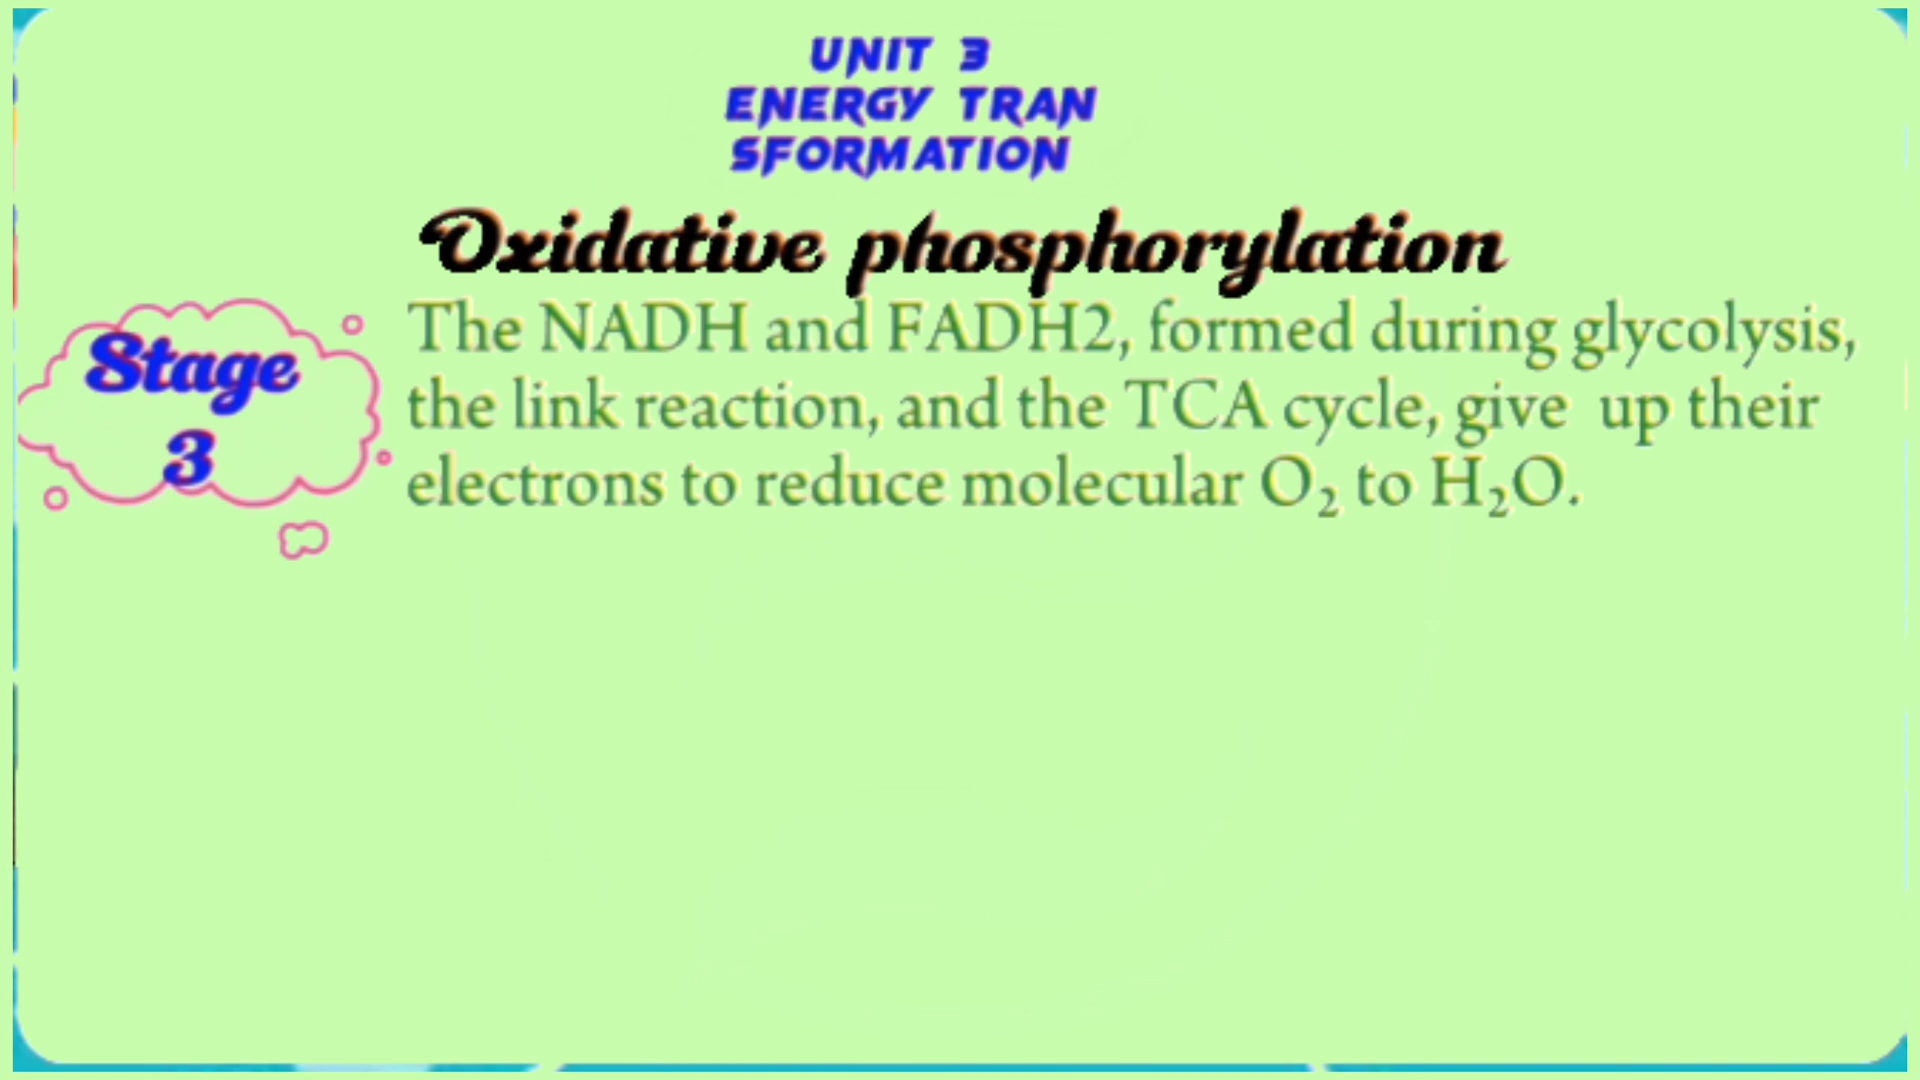 UNIT 3
ENERGY TRAN
SFORMATION
Oxidative phosphorylation
Stage
3
The NADH and FADH2, formed during glycolysis,
the link reaction, and the TCA cycle, give up their
electrons to reduce molecular O₂ to H₂O.